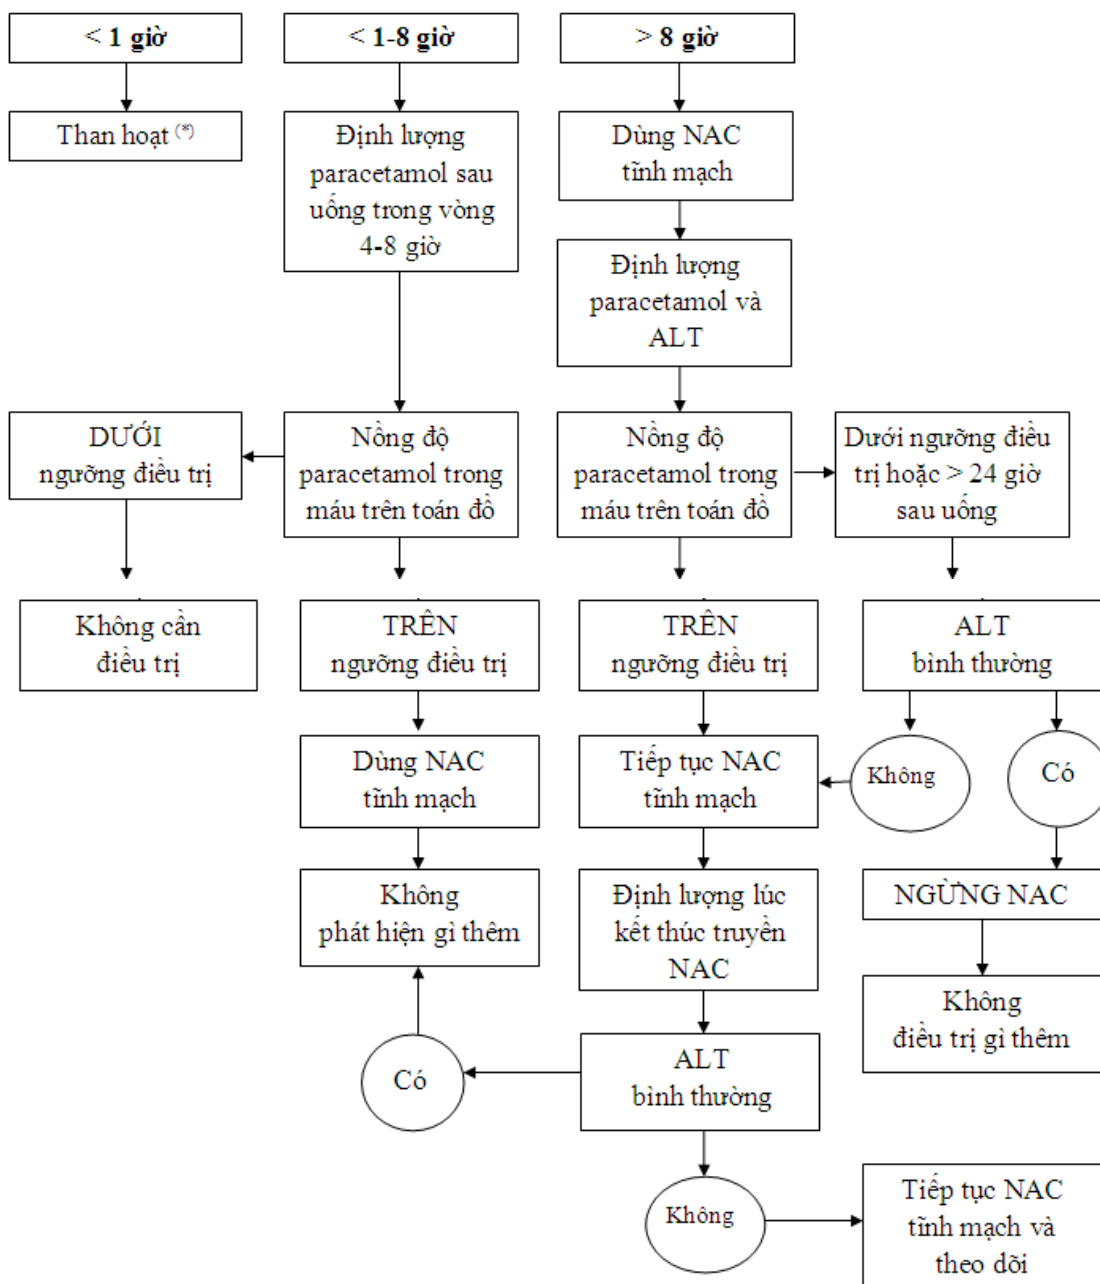 < 1 giờ
< 1-8 giờ
> 8 giờ
Than hoạt (*)
Định lượng
paracetamol sau
uống trong vòng
4-8 giờ
Dùng NAC
tĩnh mạch
Định lượng
paracetamol và
ALT
DƯỚI
ngưỡng điều trị
Nồng độ
paracetamol trong
máu trên toán đồ
Nồng độ
paracetamol trong
máu trên toán đồ
Dưới ngưỡng điều
trị hoặc > 24 giờ
sau uống
Không cần
điều trị
TRÊN
ngưỡng điều trị
TRÊN
ngưỡng điều trị
ALT
bình thường
Dùng NAC
tĩnh mạch
Tiếp tục NAC
tĩnh mạch
Không
Có
Không
phát hiện gì thêm
Định lượng lúc
kết thúc truyền
NAC
NGỪNG NAC
Không
điều trị gì thêm
Có
ALT
bình thường
Không
Tiếp tục NAC
tĩnh mạch và
theo dõi